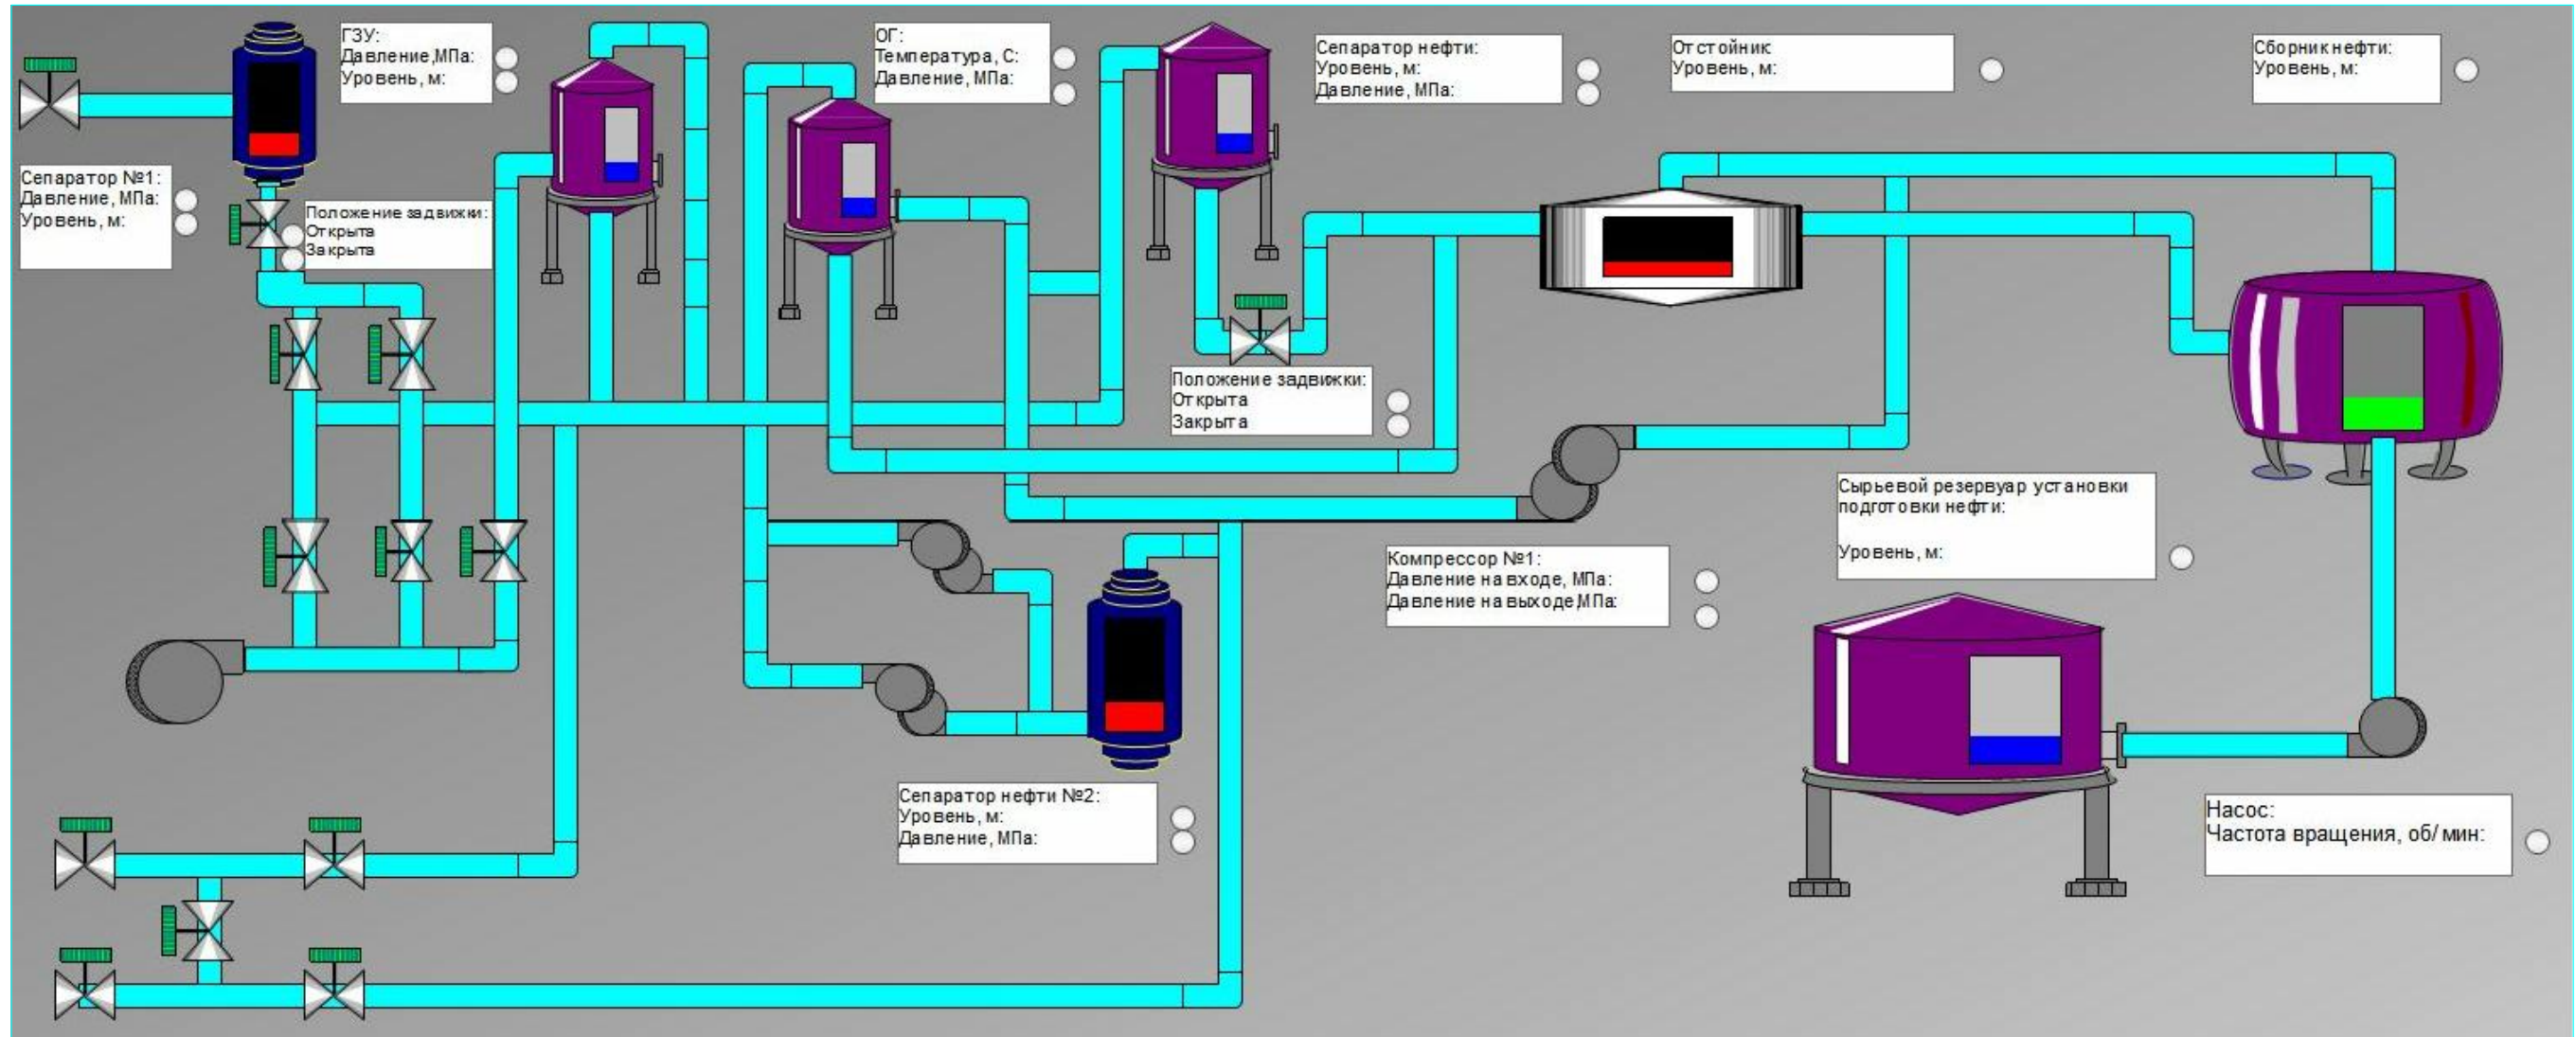 ГЗУ:
Давление,МПа:
Уровень, м:
ОГ:
Температура, С:
Давление, МПа:
Сепаратор нефти:
Уровень, м:
Давление, МПа:
Отстойник:
Уровень, м:
Сборник нефти:
Уровень, м:
Сепаратор №1:
Давление, МПа:
Уровень, м:
Положение задвижки:
Открыта
Закрыта
Положение задвижки:
Открыта
Закрыта
Сырьевой резервуар установки
подготовки нефти:
Уровень, м:
Компрессор №1:
Давление на входе, МПа:
Давление на выходе,МПа:
Сепаратор нефти №2:
Уровень, м:
Давление, МПа:
Насос:
Частота вращения, об/мин: